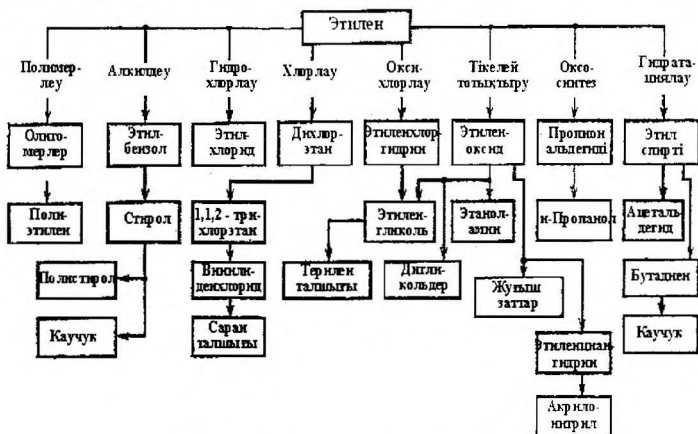 Этилен
Полимер-
леу
Алкилдеу
Гидро-
хлорлау
Хлорлау
Окси-
хлорлау
Тікелей
тотықтыру
Оксо-
синтез
Гидрата-
циялау
Олиго-
мерлер
Этил-
бензол
Этил-
хлорид
Дихлор-
этан
Этиленхлор-
гидрин
Этилен-
оксид
Пропион
альдегиді
Этил
спирті
Поли-
этилен
Стирол
1,1,2 - три-
хлорэтан
Этилен-
гликоль
Этанол-
амин
н-Пропанол
Ацеталь-
дегид
Полистирол
Винили-
денхлорид
Терилен
талшығы
Дигли-
кольдер
Жуғыш
заттар
Бутадиен
Каучук
Саран
талшығы
Этиленциан-
гидрин
Каучук
Акрило-
нитрил